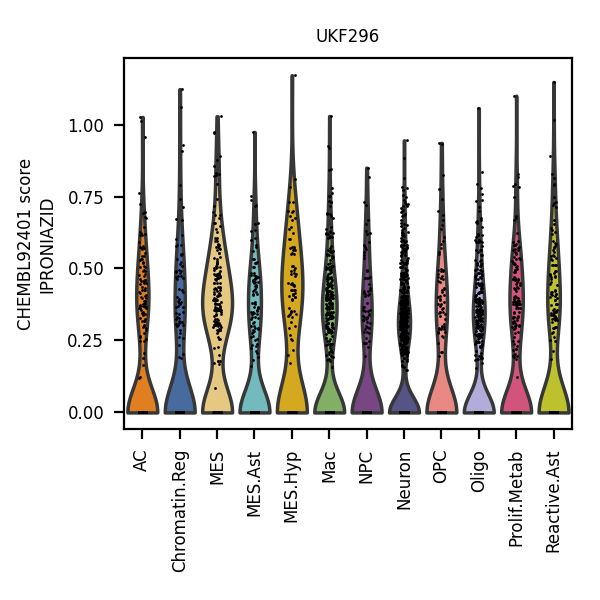 UKF296
CHEMBL92401 score
IPRONIAZID
1.00
0.75
0.50
0.25
0.00
AC
Chromatin.Reg
MES
MES.Ast
MES.Hyp
Mac
NPC
Neuron
OPC
Oligo
Prolif.Metab
Reactive.Ast